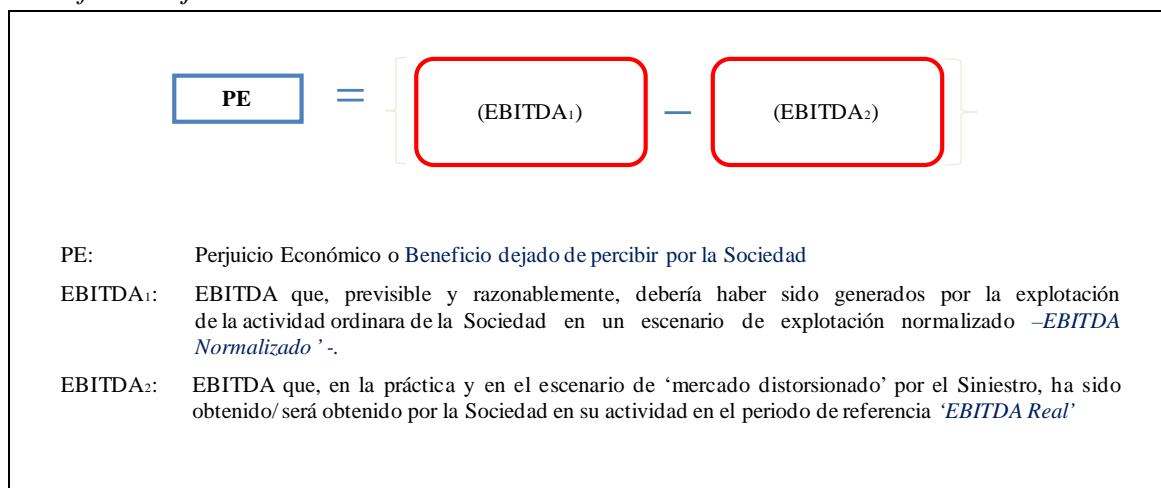 PE = { (EBITDA₁) – (EBITDA₂) }
PE: Perjuicio Económico o Beneficio dejado de percibir por la Sociedad
EBITDA₁: EBITDA que, previsible y razonablemente, debería haber sido generados por la explotación
de la actividad ordinara de la Sociedad en un escenario de explotación normalizado –EBITDA
Normalizado ’ -.
EBITDA₂: EBITDA que, en la práctica y en el escenario de ‘mercado distorsionado’ por el Siniestro, ha sido
obtenido/ será obtenido por la Sociedad en su actividad en el periodo de referencia ‘EBITDA Real’